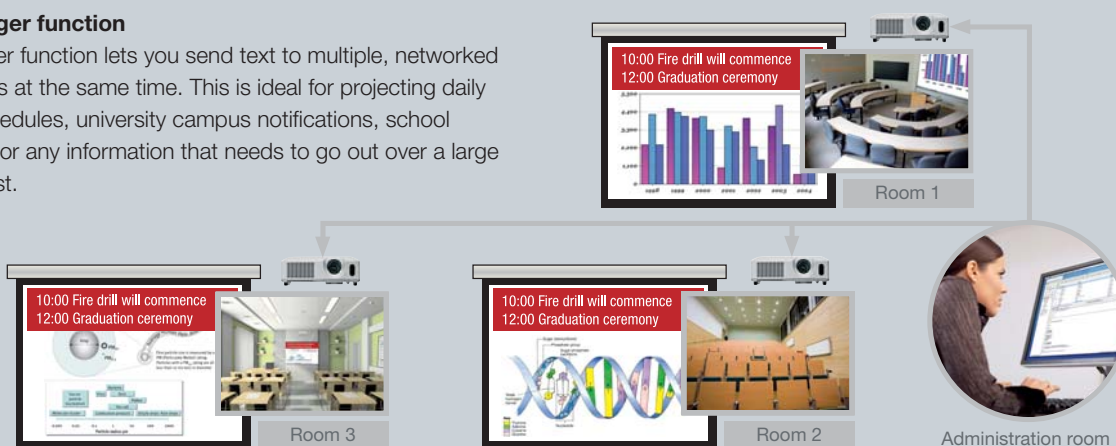 ger function
er function lets you send text to multiple, networked
s at the same time. This is ideal for projecting daily
edules, university campus notifications, school
or any information that needs to go out over a large
st.
10:00 Fire drill will commence
12:00 Graduation ceremony
Room 1
10:00 Fire drill will commence
12:00 Graduation ceremony
Room 3
10:00 Fire drill will commence
12:00 Graduation ceremony
Room 2
Administration room